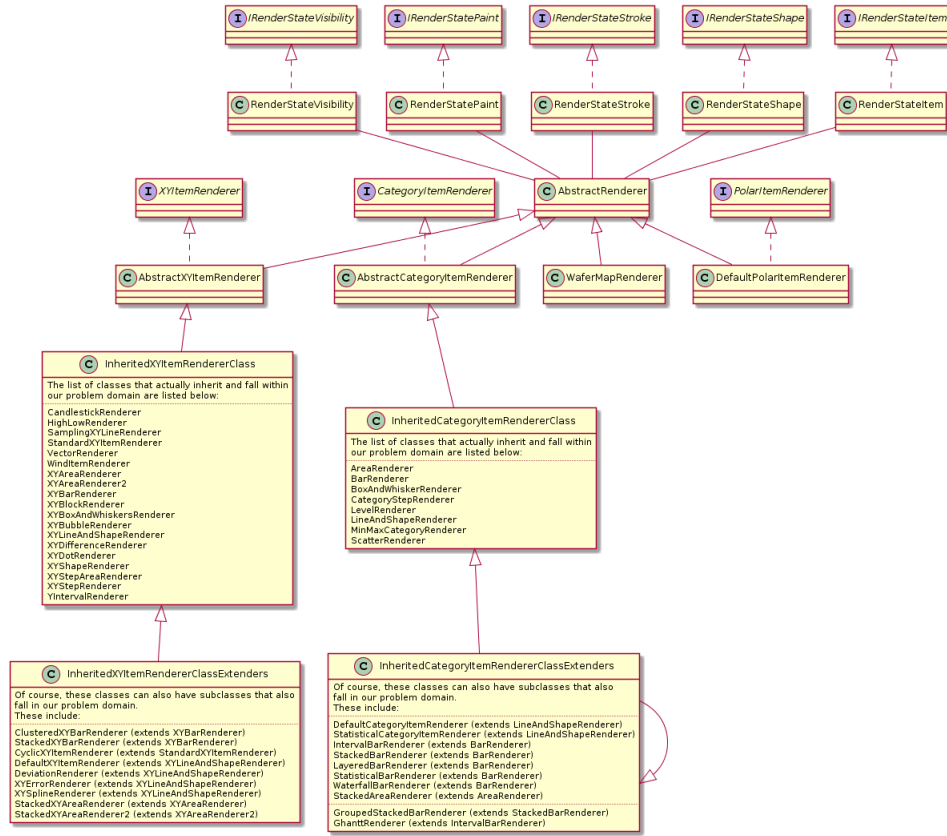 I IRenderStateVisibility
I IRenderStatePaint
I IRenderStateStroke
I IRenderStateShape
I IRenderStateItem
C RenderStateVisibility
C RenderStatePaint
C RenderStateStroke
C RenderStateShape
C RenderStateItem
I XYItemRenderer
I CategoryItemRenderer
C AbstractRenderer
I PolarItemRenderer
C AbstractXYItemRenderer
C AbstractCategoryItemRenderer
C WaferMapRenderer
C DefaultPolarItemRenderer
C InheritedXYItemRendererClass
The list of classes that actually inherit and fall within
our problem domain are listed below:
CandlestickRenderer
HighLowRenderer
SamplingXYLineRenderer
StandardXYItemRenderer
VectorRenderer
WindItemRenderer
XYAreaRenderer
XYAreaRenderer2
XYBarRenderer
XYBlockRenderer
XYBoxAndWhiskersRenderer
XYBubbleRenderer
XYLineAndShapeRenderer
XYDifferenceRenderer
XYDotRenderer
XYShapeRenderer
XYStepAreaRenderer
XYStepRenderer
YIntervalRenderer
C InheritedCategoryItemRendererClass
The list of classes that actually inherit and fall within
our problem domain are listed below:
AreaRenderer
BarRenderer
BoxAndWhiskerRenderer
CategoryStepRenderer
LevelRenderer
LineAndShapeRenderer
MinMaxCategoryRenderer
ScatterRenderer
C InheritedXYItemRendererClassExtenders
Of course, these classes can also have subclasses that also
fall in our problem domain.
These include:
ClusteredXYBarRenderer (extends XYBarRenderer)
StackedXYBarRenderer (extends XYBarRenderer)
CyclicXYItemRenderer (extends StandardXYItemRenderer)
DefaultXYItemRenderer (extends XYLineAndShapeRenderer)
DeviationRenderer (extends XYLineAndShapeRenderer)
XYErrorRenderer (extends XYLineAndShapeRenderer)
XYSplineRenderer (extends XYLineAndShapeRenderer)
StackedXYAreaRenderer (extends XYAreaRenderer)
StackedXYAreaRenderer2 (extends XYAreaRenderer2)
C InheritedCategoryItemRendererClassExtenders
Of course, these classes can also have subclasses that also
fall in our problem domain.
These include:
DefaultCategoryItemRenderer (extends LineAndShapeRenderer)
StatisticalCategoryItemRenderer (extends LineAndShapeRenderer)
IntervalBarRenderer (extends BarRenderer)
StackedBarRenderer (extends BarRenderer)
LayeredBarRenderer (extends BarRenderer)
StatisticalBarRenderer (extends BarRenderer)
WaterfallBarRenderer (extends BarRenderer)
StackedAreaRenderer (extends AreaRenderer)
GroupedStackedBarRenderer (extends StackedBarRenderer)
GhanttRenderer (extends IntervalBarRenderer)